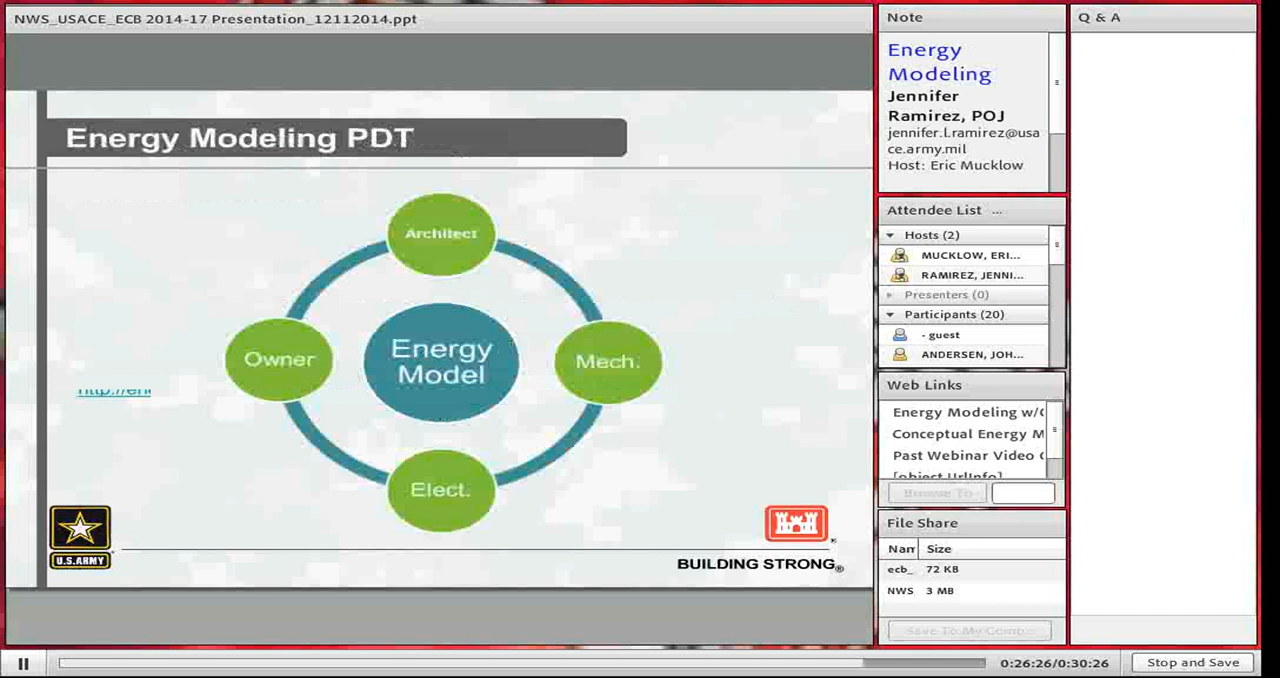 NWS_USACE_ECB 2014-17 Presentation_12112014.ppt
Energy Modeling PDT
Architect
Owner
Energy
Model
Mech.
Elect.
U.S.ARMY
BUILDING STRONG®
Note
Energy
Modeling
Jennifer
Ramirez, POJ
jennifer.l.ramirez@usa
ce.army.mil
Host: Eric Mucklow
Attendee List ...
Hosts (2)
MUCKLOW, ERI...
RAMIREZ, JENNI...
Presenters (0)
Participants (20)
- guest
ANDERSEN, JOH...
Web Links
Energy Modeling w/
Conceptual Energy M
Past Webinar Video
[object UrlInfo]
Browse To
File Share
Nam Size
ecb_ 72 KB
NWS 3 MB
Save To My Comp...
Q & A
0:26:26/0:30:26
Stop and Save